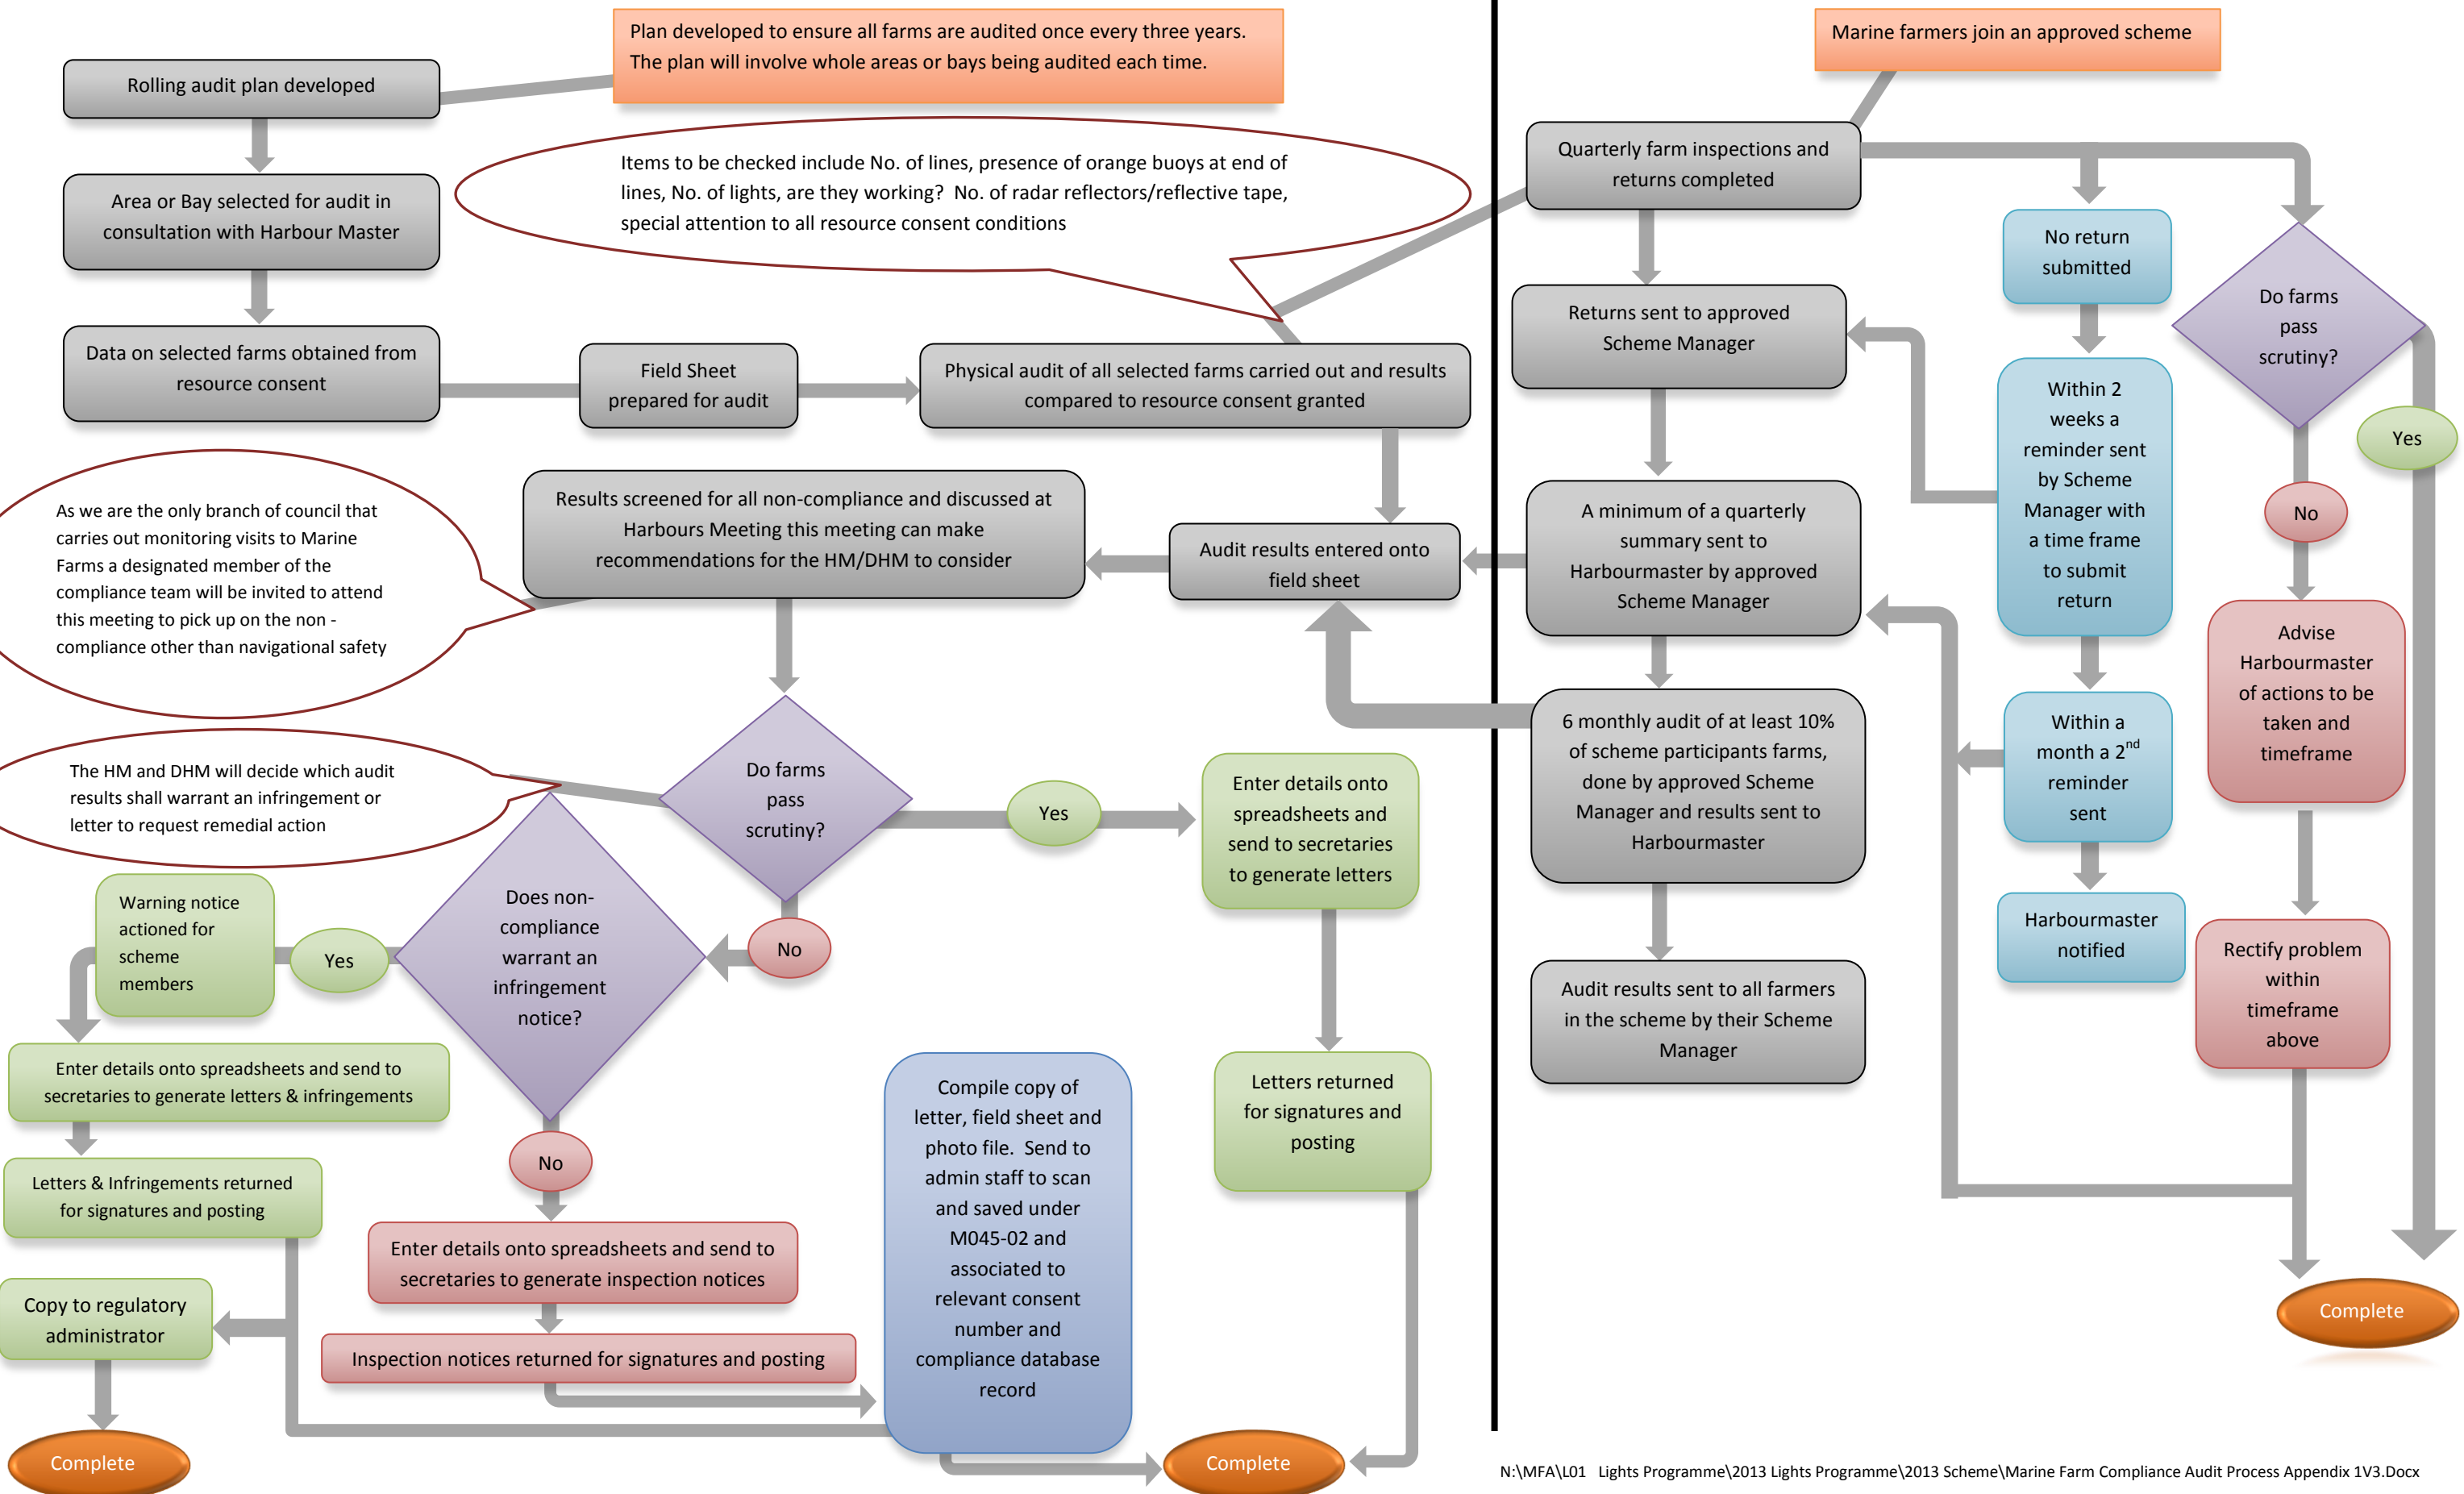 Plan developed to ensure all farms are audited once every three years.
The plan will involve whole areas or bays being audited each time.
Rolling audit plan developed
Items to be checked include No. of lines, presence of orange buoys at end of
lines, No. of lights, are they working?  No. of radar reflectors/reflective tape,
special attention to all resource consent conditions
Area or Bay selected for audit in
consultation with Harbour Master
Data on selected farms obtained from
resource consent
Field Sheet
prepared for audit
Physical audit of all selected farms carried out and results
compared to resource consent granted
As we are the only branch of council that
carries out monitoring visits to Marine
Farms a designated member of the
compliance team will be invited to attend
this meeting to pick up on the non -
compliance other than navigational safety
Results screened for all non-compliance and discussed at
Harbours Meeting this meeting can make
recommendations for the HM/DHM to consider
Audit results entered onto
field sheet
The HM and DHM will decide which audit
results shall warrant an infringement or
letter to request remedial action
Do farms
pass
scrutiny?
Yes
Enter details onto
spreadsheets and
send to secretaries
to generate letters
No
Does non-
compliance
warrant an
infringement
notice?
Yes
Warning notice
actioned for
scheme
members
Enter details onto spreadsheets and send to
secretaries to generate letters & infringements
Letters & Infringements returned
for signatures and posting
Copy to regulatory
administrator
Complete
No
Enter details onto spreadsheets and send to
secretaries to generate inspection notices
Inspection notices returned for signatures and posting
Compile copy of
letter, field sheet and
photo file.  Send to
admin staff to scan
and saved under
M045-02 and
associated to
relevant consent
number and
compliance database
record
Letters returned
for signatures and
posting
Complete
Marine farmers join an approved scheme
Quarterly farm inspections and
returns completed
Returns sent to approved
Scheme Manager
A minimum of a quarterly
summary sent to
Harbourmaster by approved
Scheme Manager
6 monthly audit of at least 10%
of scheme participants farms,
done by approved Scheme
Manager and results sent to
Harbourmaster
Audit results sent to all farmers
in the scheme by their Scheme
Manager
No return
submitted
Within 2
weeks a
reminder sent
by Scheme
Manager with
a time frame
to submit
return
Within a
month a 2nd
reminder
sent
Harbourmaster
notified
Do farms
pass
scrutiny?
Yes
No
Advise
Harbourmaster
of actions to be
taken and
timeframe
Rectify problem
within
timeframe
above
Complete
N:\MFA\L01   Lights Programme\2013 Lights Programme\2013 Scheme\Marine Farm Compliance Audit Process Appendix 1V3.Docx